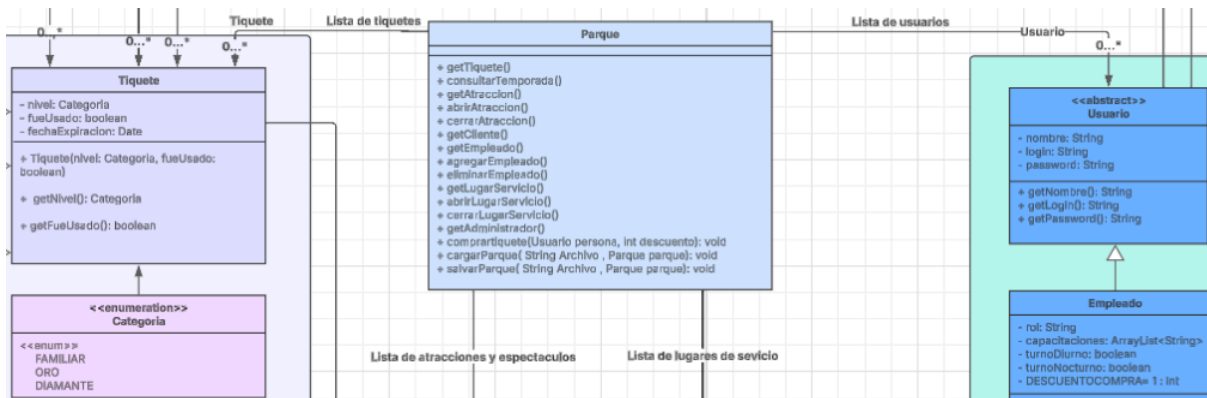 Tiquete
Lista de tiquetes
0...*
0...*
0...*
0...*
Tiquete
- nivel: Categoria
- fueUsado: boolean
- fechaExpiracion: Date
+ Tiquete(nivel: Categoria, fueUsado:
boolean)
+ getNivel(): Categoria
+ getFueUsado(): boolean
<<enumeration>>
Categoria
<<enum>>
FAMILIAR
ORO
DIAMANTE
Parque
+ getTiquete()
+ consultarTemporada()
+ getAtraccion()
+ abrirAtraccion()
+ cerrarAtraccion()
+ getCliente()
+ getEmpleado()
+ agregarEmpleado()
+ eliminarEmpleado()
+ getLugarServicio()
+ abrirLugarServicio()
+ cerrarLugarServicio()
+ getAdministrador()
+ comprartiquete(Usuario persona, int descuento): void
+ cargarParque( String Archivo , Parque parque): void
+ salvarParque( String Archivo , Parque parque): void
Lista de atracciones y espectaculos
Lista de lugares de sevicio
Lista de usuarios
Usuario
0...*
<<abstract>>
Usuario
- nombre: String
- login: String
- password: String
+ getNombre(): String
+ getLogin(): String
+ getPassword(): String
Empleado
- rol: String
- capacitaciones: ArrayList<String>
- turnoDiurno: boolean
- turnoNocturno: boolean
- DESCUENTOCOMPRA= 1 : int